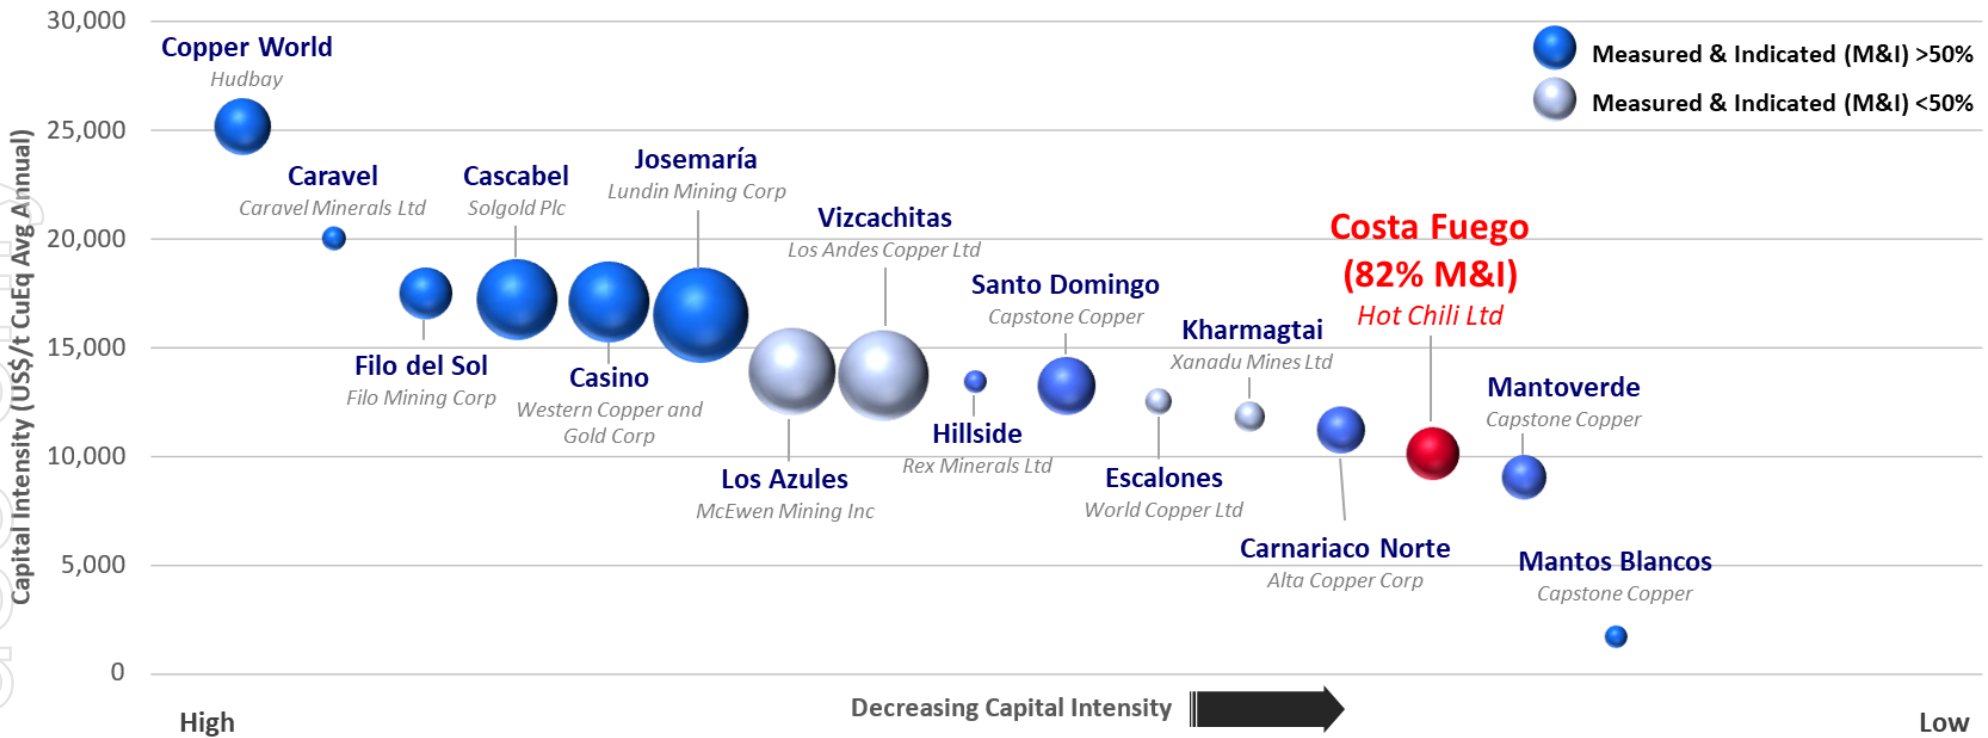 30,000
25,000
20,000
15,000
10,000
5,000
0
Capital Intensity (US$/t CuEq Avg Annual)
Measured & Indicated (M&I) >50%
Measured & Indicated (M&I) <50%
Copper World
Hudbay
Caravel
Caravel Minerals Ltd
Filo del Sol
Filo Mining Corp
Cascabel
Solgold Plc
Casino
Western Copper and
Gold Corp
Josemaría
Lundin Mining Corp
Los Azules
McEwen Mining Inc
Vizcachitas
Los Andes Copper Ltd
Hillside
Rex Minerals Ltd
Santo Domingo
Capstone Copper
Escalones
World Copper Ltd
Kharmagtai
Xanadu Mines Ltd
Carnariaco Norte
Alta Copper Corp
Costa Fuego
(82% M&I)
Hot Chili Ltd
Mantoverde
Capstone Copper
Mantos Blancos
Capstone Copper
High
Decreasing Capital Intensity
Low